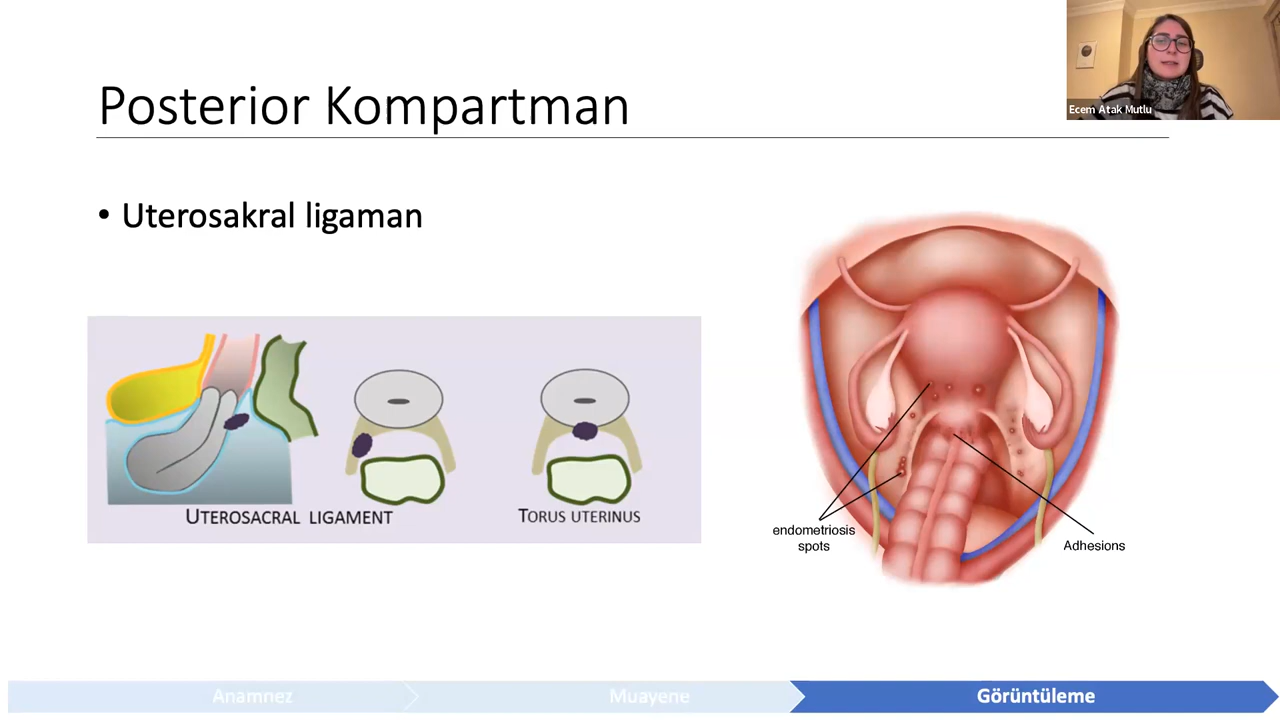 Posterior Kompartman
Ecem Atak Mutlu
• Uterosakral ligaman
UTEROSACRAL LIGAMENT
TORUS UTERINUS
endometriosis
spots
Adhesions
Anamnez
Muayene
Görüntüleme